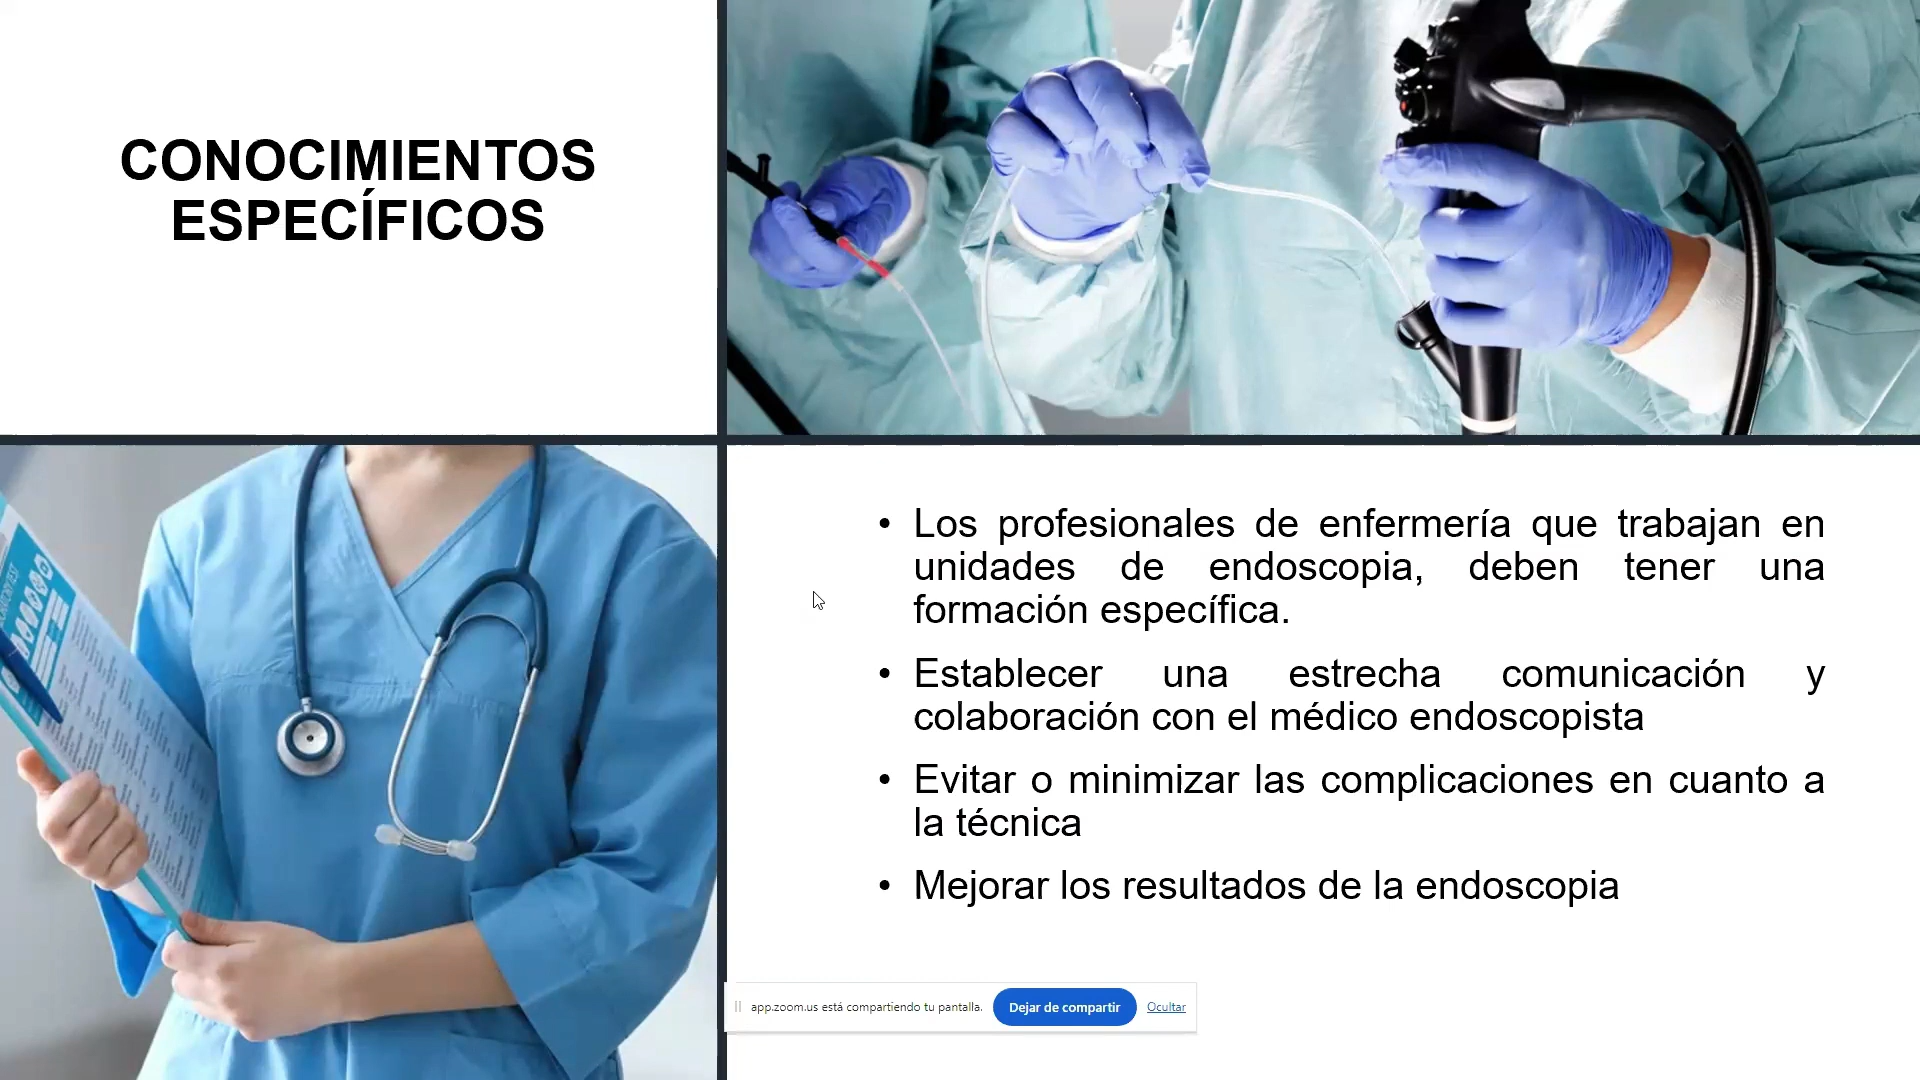 CONOCIMIENTOS
ESPECÍFICOS
Los profesionales de enfermería que trabajan en
unidades de endoscopia, deben tener una
formación específica.
Establecer una estrecha comunicación y
colaboración con el médico endoscopista
Evitar o minimizar las complicaciones en cuanto a
la técnica
Mejorar los resultados de la endoscopia
app.zoom.us está compartiendo tu pantalla. Dejar de compartir Ocultar